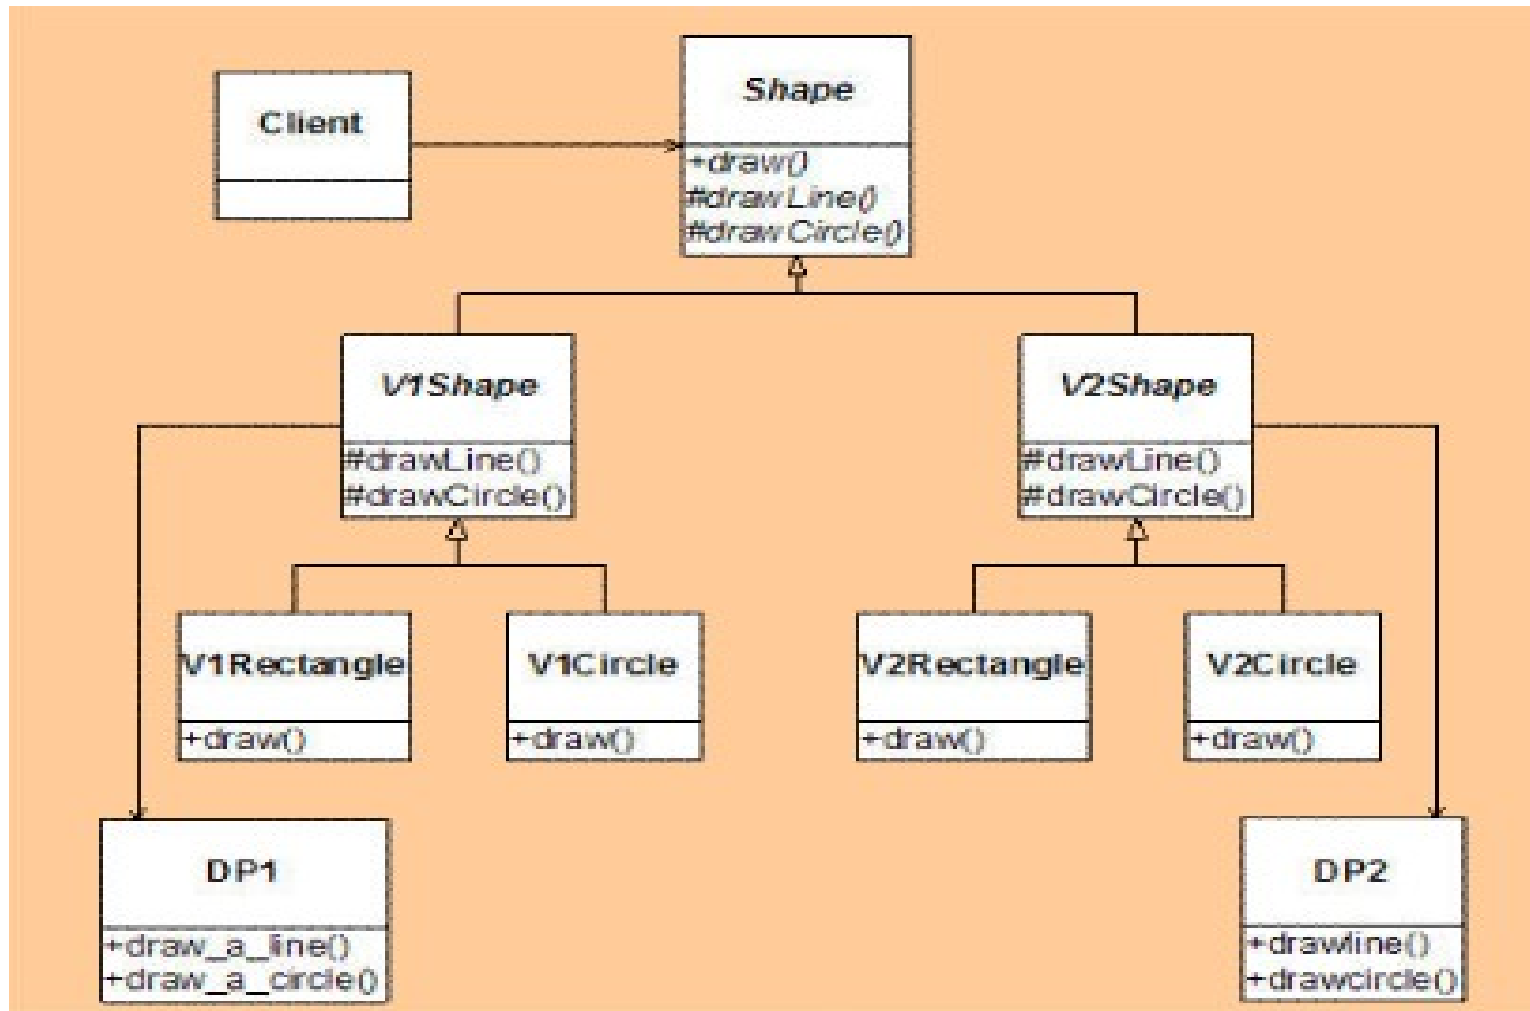 Client
Shape
+draw()
#drawLine()
#drawCircle()
V1Shape
#drawLine()
#drawCircle()
V2Shape
#drawLine()
#drawCircle()
V1Rectangle
+draw()
V1Circle
+draw()
V2Rectangle
+draw()
V2Circle
+draw()
DP1
+draw_a_line()
+draw_a_circle()
DP2
+drawline()
+drawcircle()